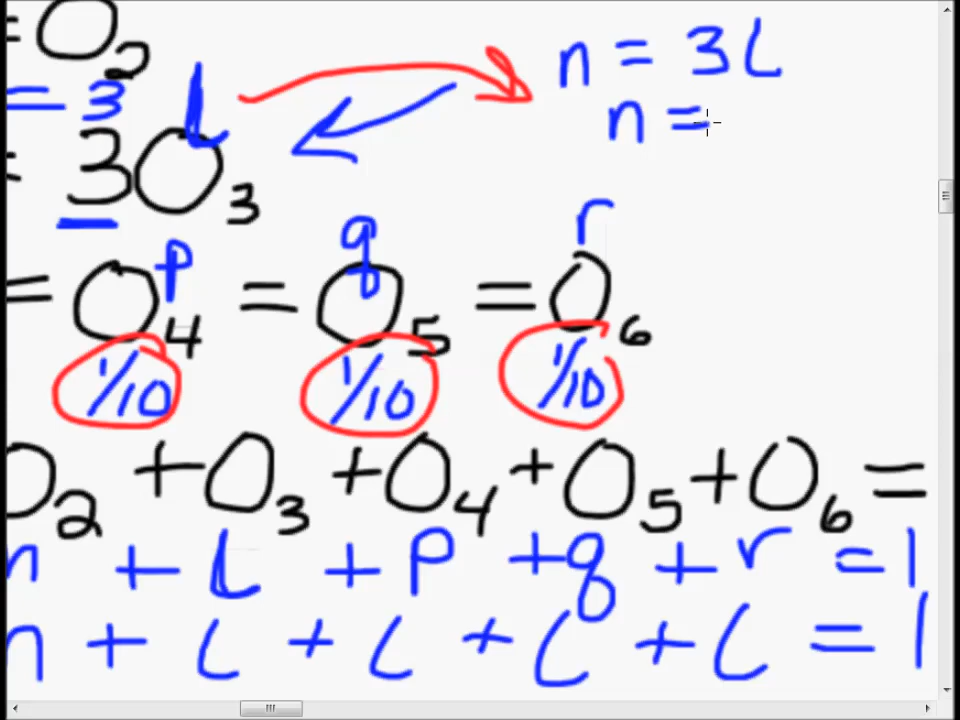 = O₂
n = 3L
= 3 L
n =
= 3O₃
p q r
= O₄ = O₅ = O₆
1/10 1/10 1/10
O₂ + O₃ + O₄ + O₅ + O₆ =
n + L + p + q + r = 1
n + L + L + L + L = 1